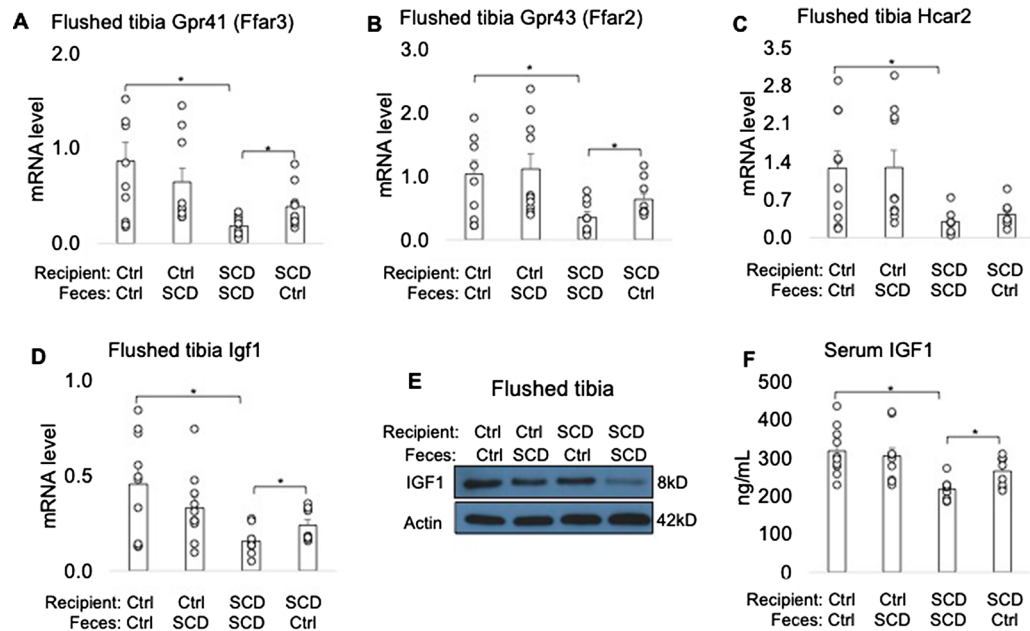 A Flushed tibia Gpr41 (Ffar3)
mRNA level
2.0
1.0
0.0
*
*
Recipient: Ctrl Ctrl SCD SCD
Feces: Ctrl SCD SCD Ctrl
B Flushed tibia Gpr43 (Ffar2)
mRNA level
3.0
2.0
1.0
0.0
*
*
Recipient: Ctrl Ctrl SCD SCD
Feces: Ctrl SCD SCD Ctrl
C Flushed tibia Hcar2
mRNA level
3.5
2.8
2.1
1.4
0.7
0.0
*
Recipient: Ctrl Ctrl SCD SCD
Feces: Ctrl SCD SCD Ctrl
D Flushed tibia Igf1
mRNA level
1.0
0.5
0.0
*
*
Recipient: Ctrl Ctrl SCD SCD
Feces: Ctrl SCD SCD Ctrl
E Flushed tibia
Recipient: Ctrl Ctrl SCD SCD
Feces: Ctrl SCD Ctrl SCD
IGF1 8kD
Actin 42kD
F Serum IGF1
ng/mL
500
400
300
200
100
0
*
*
Recipient: Ctrl Ctrl SCD SCD
Feces: Ctrl SCD SCD Ctrl